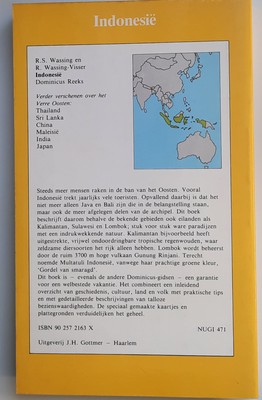 Indonesië
R.S. Wassing en
R. Wassing-Visser
Indonesië
Dominicus Reeks
Verder verschenen over het
Verre Oosten:
Thailand
Sri Lanka
China
Maleisië
India
Japan
Steeds meer mensen raken in de ban van het Oosten. Vooral
Indonesië trekt jaarlijks vele toeristen. Opvallend daarbij is dat het
niet meer alleen Java en Bali zijn die in de belangstelling staan,
maar ook de meer afgelegen delen van de archipel. Dit boek
beschrijft daarom behalve de bekende gebieden ook eilanden als
Kalimantan, Sulawesi en Lombok; stuk voor stuk ware paradijzen
met een indrukwekkende natuur. Kalimantan bijvoorbeeld heeft
uitgestrekte, vrijwel ondoordringbare tropische regenwouden, waar
zeldzame diersoorten het rijk alleen hebben. Lombok wordt beheerst
door de ruim 3700 m hoge vulkaan Gunung Rinjani. Terecht
noemde Multatuli Indonesië, vanwege haar prachtige groene kleur,
'Gordel van smaragd'.
Dit boek is – evenals de andere Dominicus-gidsen – een garantie
voor een welbestede vakantie. Het combineert een inleidend
overzicht van geschiedenis, cultuur, land en volk met praktische tips
en met gedetailleerde beschrijvingen van talloze
bezienswaardigheden. De speciaal gemaakte kaartjes en
plattegronden verduidelijken het geheel.
ISBN 90 257 2163 X NUGI 471
Uitgeverij J.H. Gottmer – Haarlem